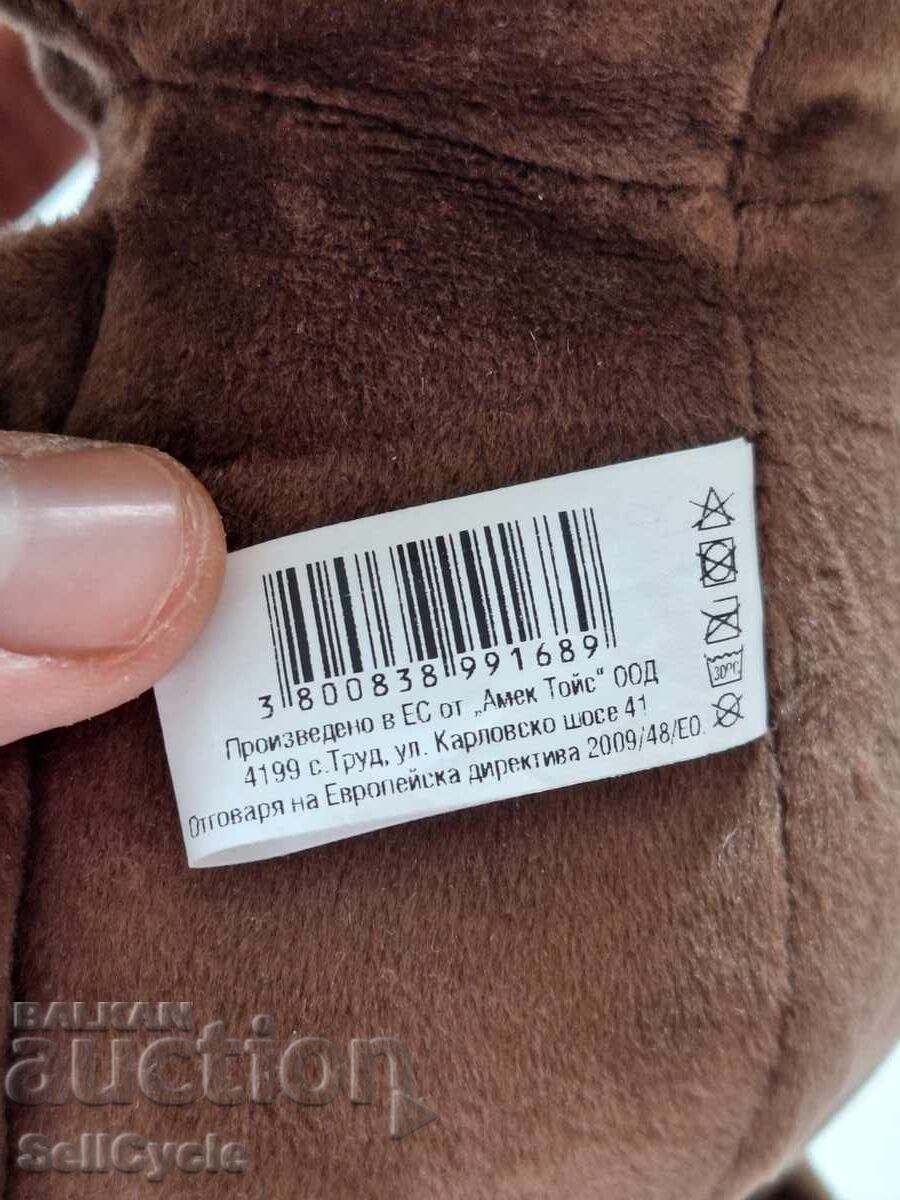 3 800838 991689
Произведено в ЕС от „Амек Тойс“ ООД
4199 с.Труд, ул. Карловско шосе 41
Отговаря на Европейска директива 2009/48/ЕО.
30ºC
BALKAN
auction
SellCycle